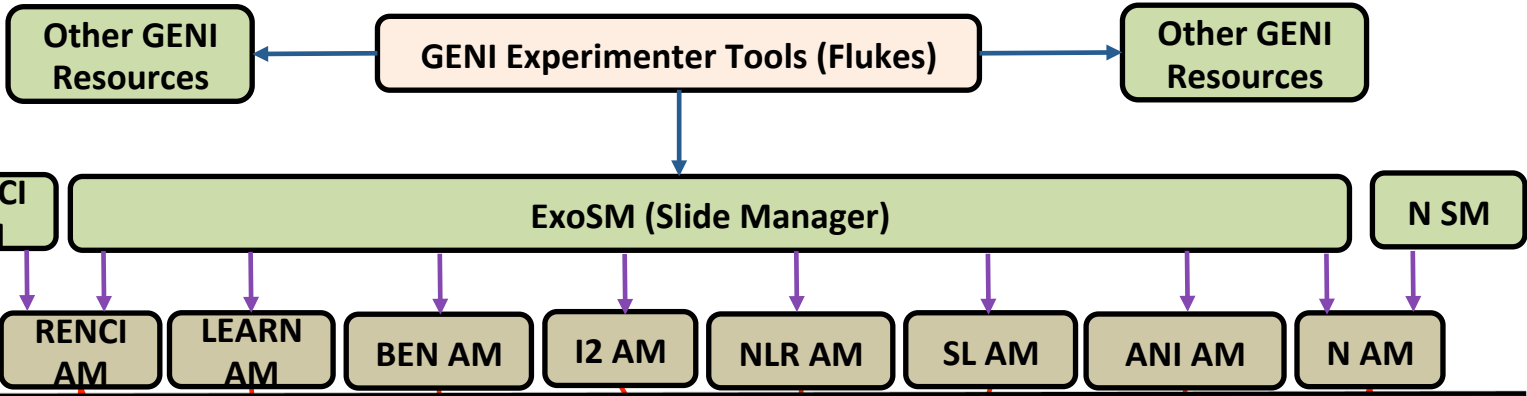 Other GENI
Resources
GENI Experimenter Tools (Flukes)
Other GENI
Resources
ExoSM (Slide Manager)
N SM
RENCI
AM
LEARN
AM
BEN AM
I2 AM
NLR AM
SL AM
ANI AM
N AM